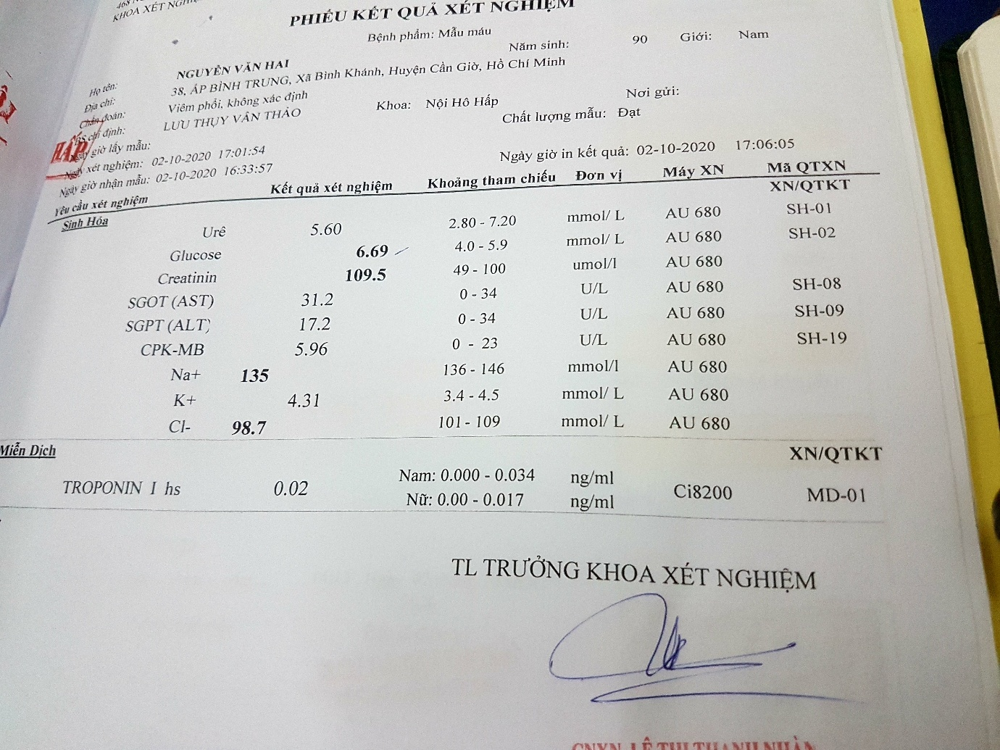 KHOA XÉT NGHIỆM
PHIẾU KẾT QUẢ XÉT NGHIỆM
Bệnh phẩm: Mẫu máu
Họ tên: NGUYỄN VĂN HAI Năm sinh: 90 Giới: Nam
Địa chỉ: 38, ẤP BÌNH TRUNG, Xã Bình Khánh, Huyện Cần Giờ, Hồ Chí Minh
Chẩn đoán: Viêm phổi, không xác định Khoa: Nội Hô Hấp Nơi gửi:
BS chỉ định: LƯU THỤY VÂN THẢO Chất lượng mẫu: Đạt
Ngày giờ lấy mẫu:
Ngày xét nghiệm: 02-10-2020 17:01:54
Ngày giờ nhận mẫu: 02-10-2020 16:33:57 Ngày giờ in kết quả: 02-10-2020 17:06:05
Yêu cầu xét nghiệm Kết quả xét nghiệm Khoảng tham chiếu Đơn vị Máy XN Mã QTXN
Sinh Hóa XN/QTKT
Urê 5.60 2.80 - 7.20 mmol/ L AU 680 SH-01
Glucose 6.69 4.0 - 5.9 mmol/ L AU 680 SH-02
Creatinin 109.5 49 - 100 umol/l AU 680
SGOT (AST) 31.2 0 - 34 U/L AU 680 SH-08
SGPT (ALT) 17.2 0 - 34 U/L AU 680 SH-09
CPK-MB 5.96 0 - 23 U/L AU 680 SH-19
Na+ 135 136 - 146 mmol/l AU 680
K+ 4.31 3.4 - 4.5 mmol/ L AU 680
Cl- 98.7 101 - 109 mmol/ L AU 680
Miễn Dịch XN/QTKT
TROPONIN I hs 0.02 Nam: 0.000 - 0.034 ng/ml Ci8200 MD-01
Nữ: 0.00 - 0.017 ng/ml
TL TRƯỞNG KHOA XÉT NGHIỆM
CNXN. LÊ THỊ THANH NHÀN